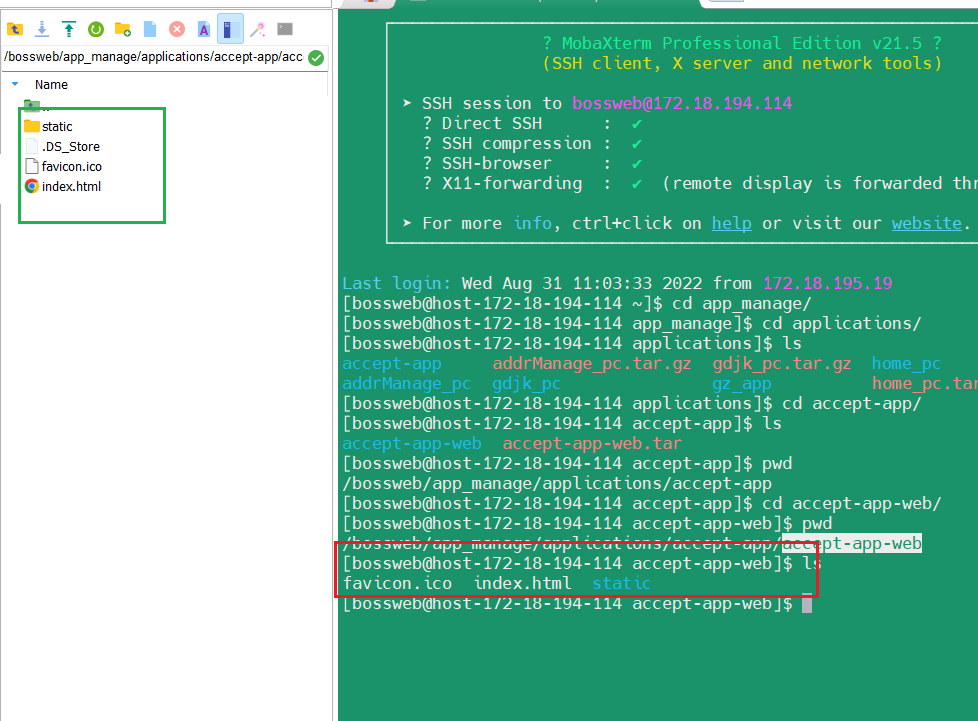 /bossweb/app_manage/applications/accept-app/acc
Name
..
static
.DS_Store
favicon.ico
index.html
? MobaXterm Professional Edition v21.5 ?
(SSH client, X server and network tools)
➤ SSH session to bossweb@172.18.194.114
? Direct SSH : ✔
? SSH compression : ✔
? SSH-browser : ✔
? X11-forwarding : ✔ (remote display is forwarded thr
➤ For more info, ctrl+click on help or visit our website.
Last login: Wed Aug 31 11:03:33 2022 from 172.18.195.19
[bossweb@host-172-18-194-114 ~]$ cd app_manage/
[bossweb@host-172-18-194-114 app_manage]$ cd applications/
[bossweb@host-172-18-194-114 applications]$ ls
accept-app addrManage_pc.tar.gz gdjk_pc.tar.gz home_pc
addrManage_pc gdjk_pc gz_app home_pc.tar
[bossweb@host-172-18-194-114 applications]$ cd accept-app/
[bossweb@host-172-18-194-114 accept-app]$ ls
accept-app-web accept-app-web.tar
[bossweb@host-172-18-194-114 accept-app]$ pwd
/bossweb/app_manage/applications/accept-app
[bossweb@host-172-18-194-114 accept-app]$ cd accept-app-web/
[bossweb@host-172-18-194-114 accept-app-web]$ pwd
/bossweb/app_manage/applications/accept-app/accept-app-web
[bossweb@host-172-18-194-114 accept-app-web]$ ls
favicon.ico index.html static
[bossweb@host-172-18-194-114 accept-app-web]$